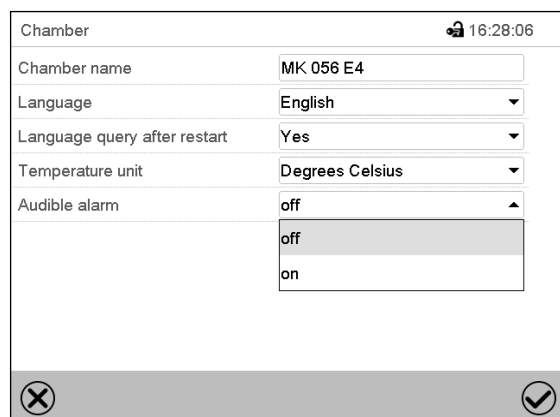 Chamber 16:28:06
Chamber name MK 056 E4
Language English
Language query after restart Yes
Temperature unit Degrees Celsius
Audible alarm off
off
on